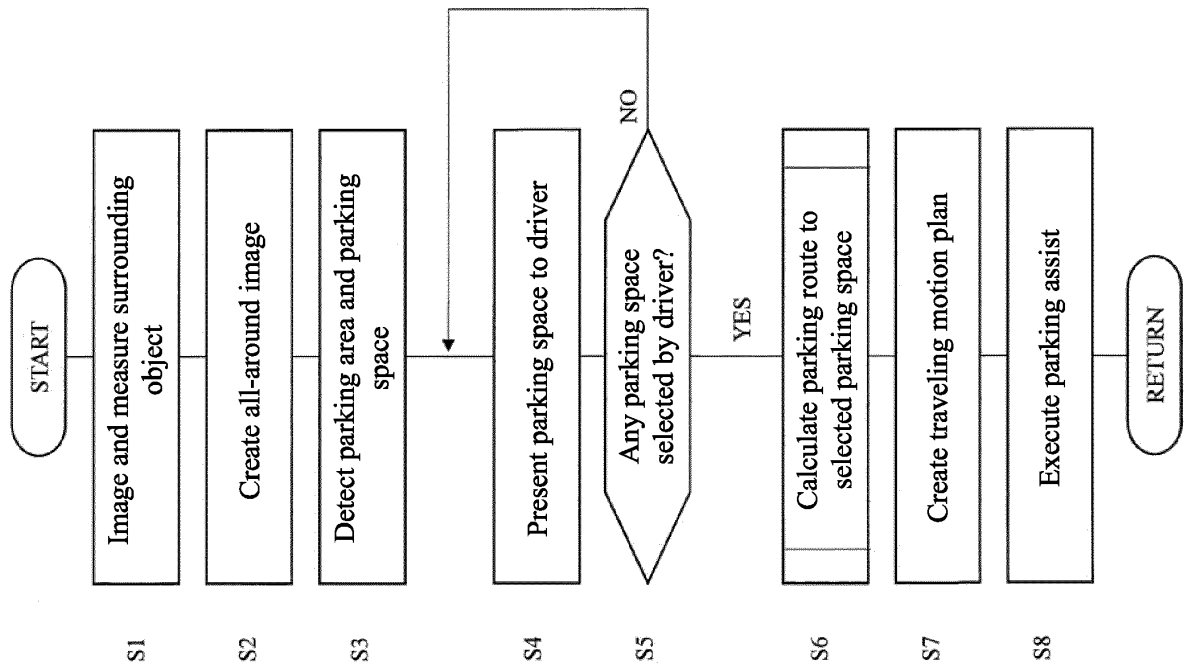 START
S1
Image and measure surrounding
object
S2
Create all-around image
S3
Detect parking area and parking
space
S4
Present parking space to driver
S5
Any parking space
selected by driver?
NO
YES
S6
Calculate parking route to
selected parking space
S7
Create traveling motion plan
S8
Execute parking assist
RETURN